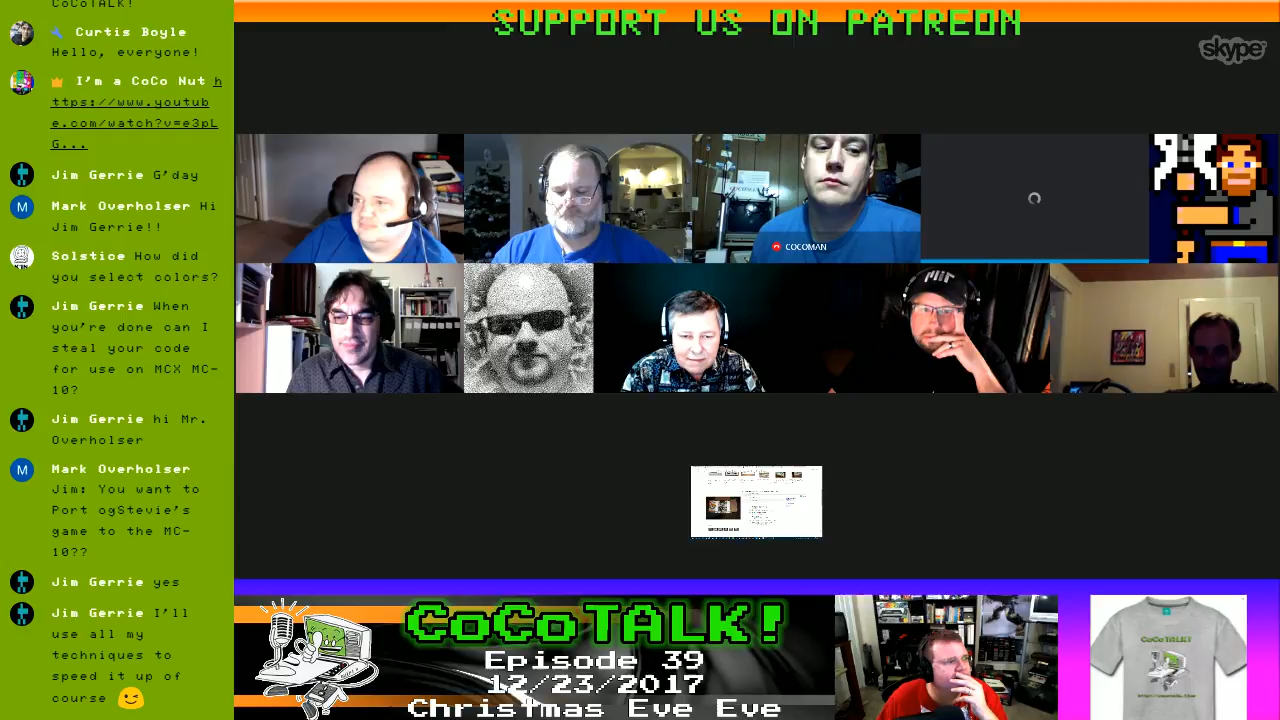 CoCoTALK!
Curtis Boyle
Hello, everyone!
I'm a CoCo Nut h
ttps://www.youtub
e.com/watch?v=e3pL
G...
Jim Gerrie G'day
Mark Overholser Hi
Jim Gerrie!!
Solstice How did
you select colors?
Jim Gerrie When
you're done can I
steal your code
for use on MCX MC-
10?
Jim Gerrie hi Mr.
Overholser
M Mark Overholser
Jim: You want to
Port ogStevie's
game to the MC-
10??
Jim Gerrie yes
Jim Gerrie I'll
use all my
techniques to
speed it up of
course
SUPPORT US ON PATREON
skype
COCOMAN
CoCoTALK!
Episode 39
12/23/2017
Christmas Eve Eve
CoCoTALK!